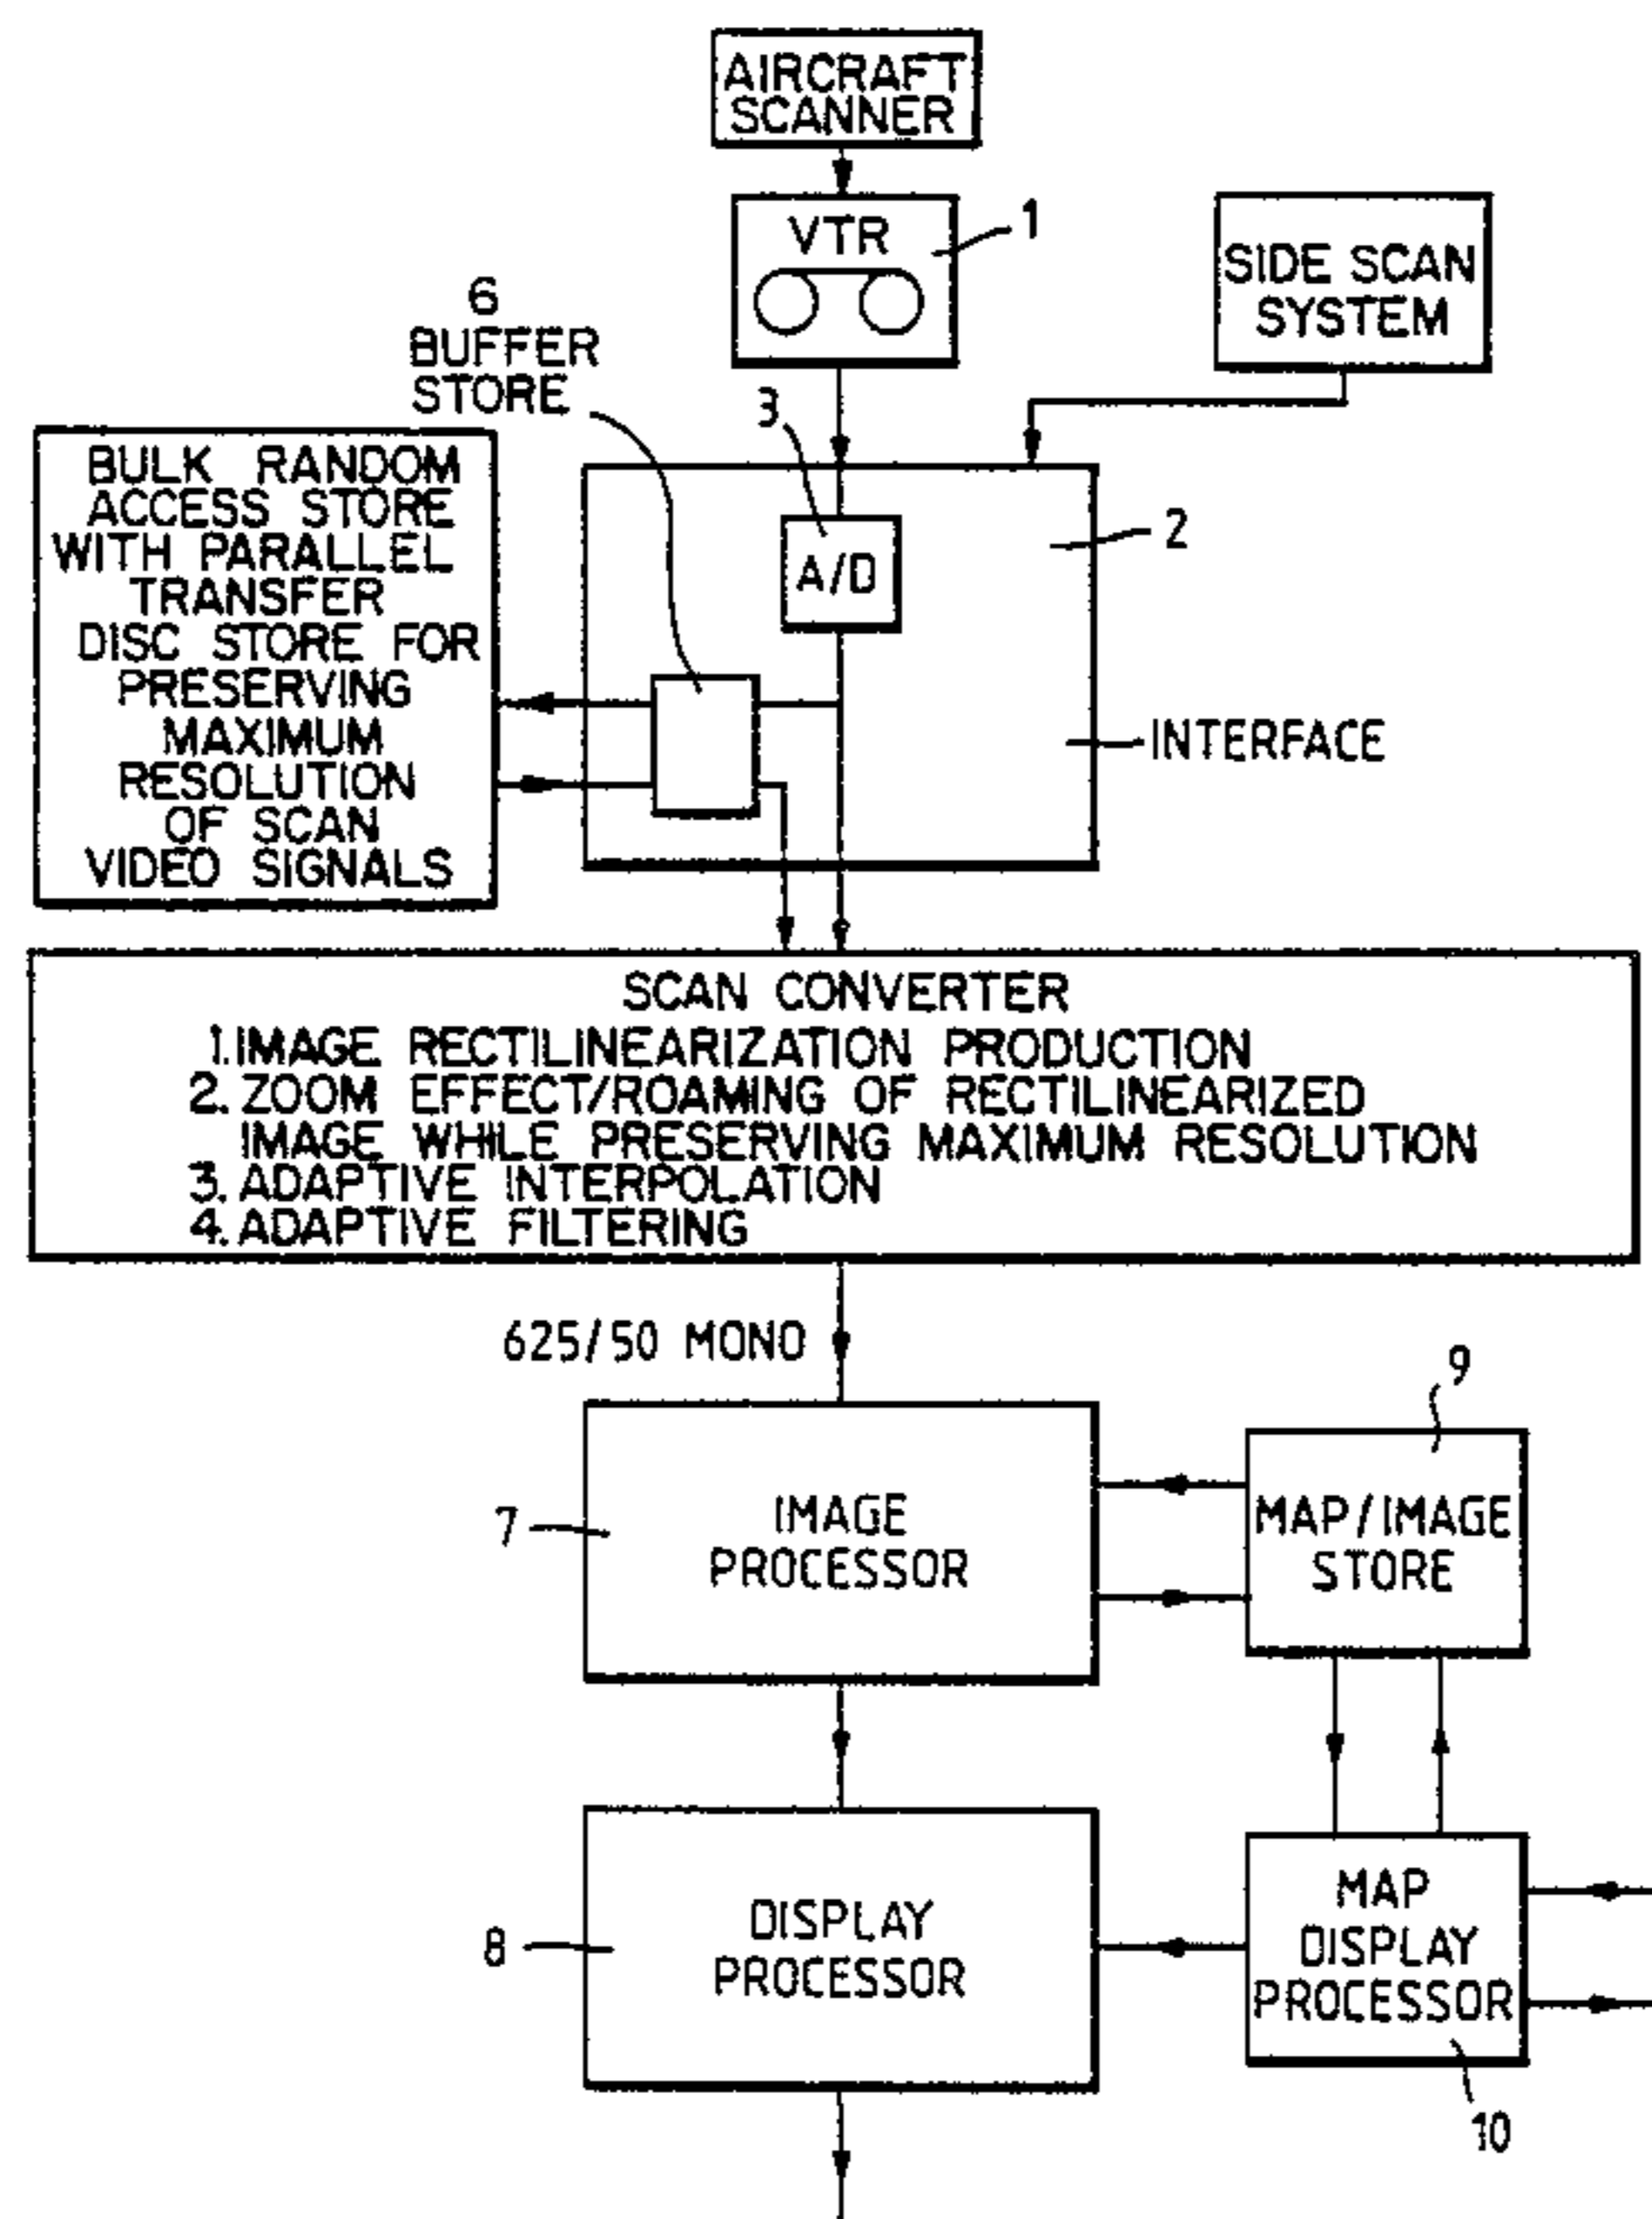 AIRCRAFT
SCANNER
VTR
1
SIDE SCAN
SYSTEM
6
BUFFER
STORE
3
BULK RANDOM
ACCESS STORE
WITH PARALLEL
TRANSFER
DISC STORE FOR
PRESERVING
MAXIMUM
RESOLUTION
OF SCAN
VIDEO SIGNALS
A/D
2
INTERFACE
SCAN CONVERTER
1. IMAGE RECTILINEARIZATION PRODUCTION
2. ZOOM EFFECT/ROAMING OF RECTILINEARIZED
IMAGE WHILE PRESERVING MAXIMUM RESOLUTION
3. ADAPTIVE INTERPOLATION
4. ADAPTIVE FILTERING
625/50 MONO
9
7
IMAGE
PROCESSOR
MAP/IMAGE
STORE
8
DISPLAY
PROCESSOR
MAP
DISPLAY
PROCESSOR
10